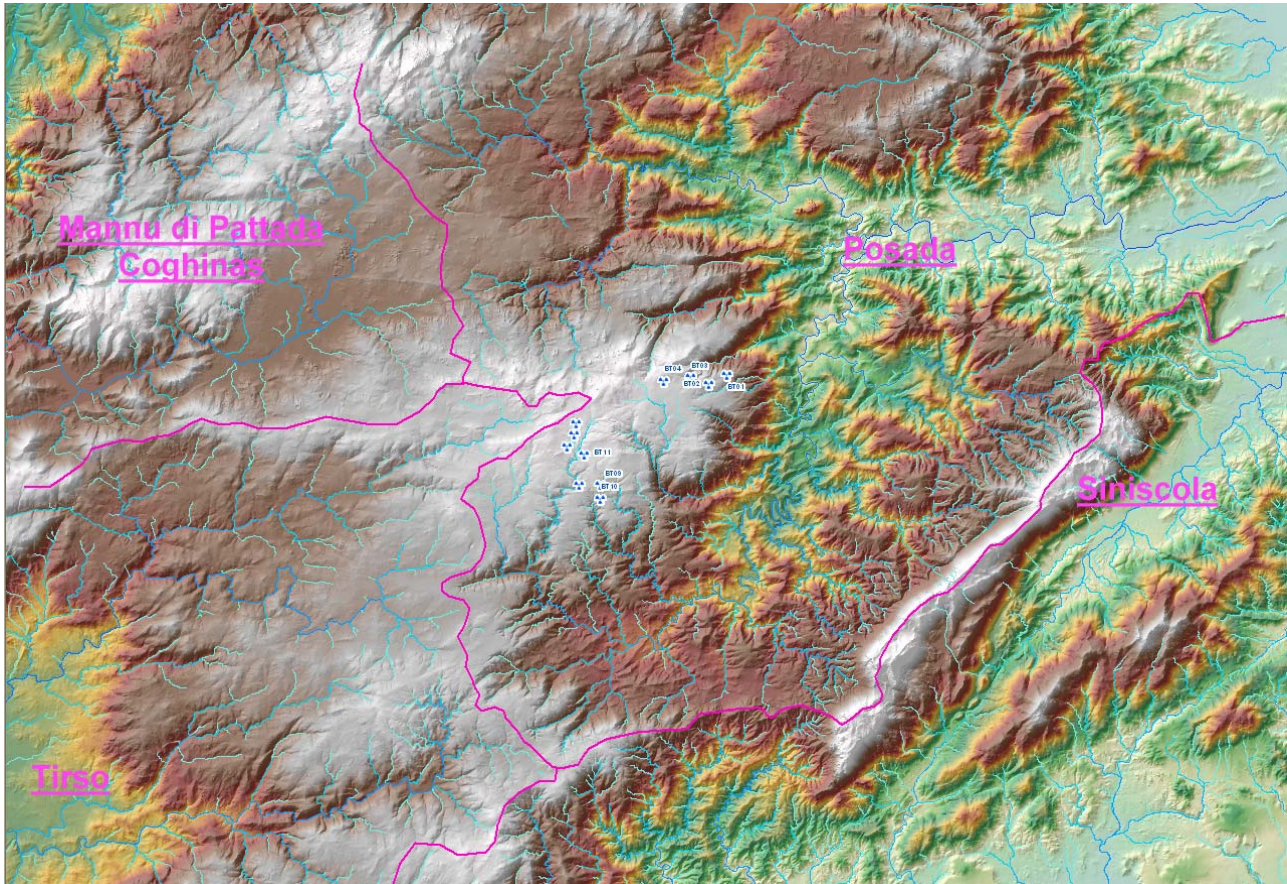 Mannu di Pattada
Coghinas
Posada
BT04
BT03
BT02
BT01
BT11
BT09
BT10
Siniscola
Tirso